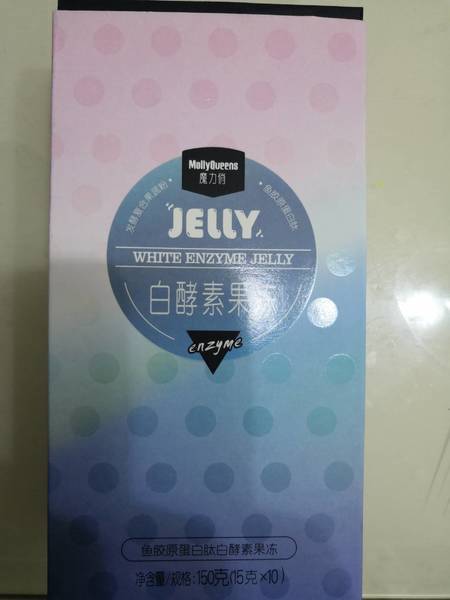 MollyQueens
魔力俏
发酵复合果蔬粉
鱼胶原蛋白肽
JELLY
WHITE ENZYME JELLY
白酵素果冻
enzyme
鱼胶原蛋白肽白酵素果冻
净含量/规格:150克(15克×10)